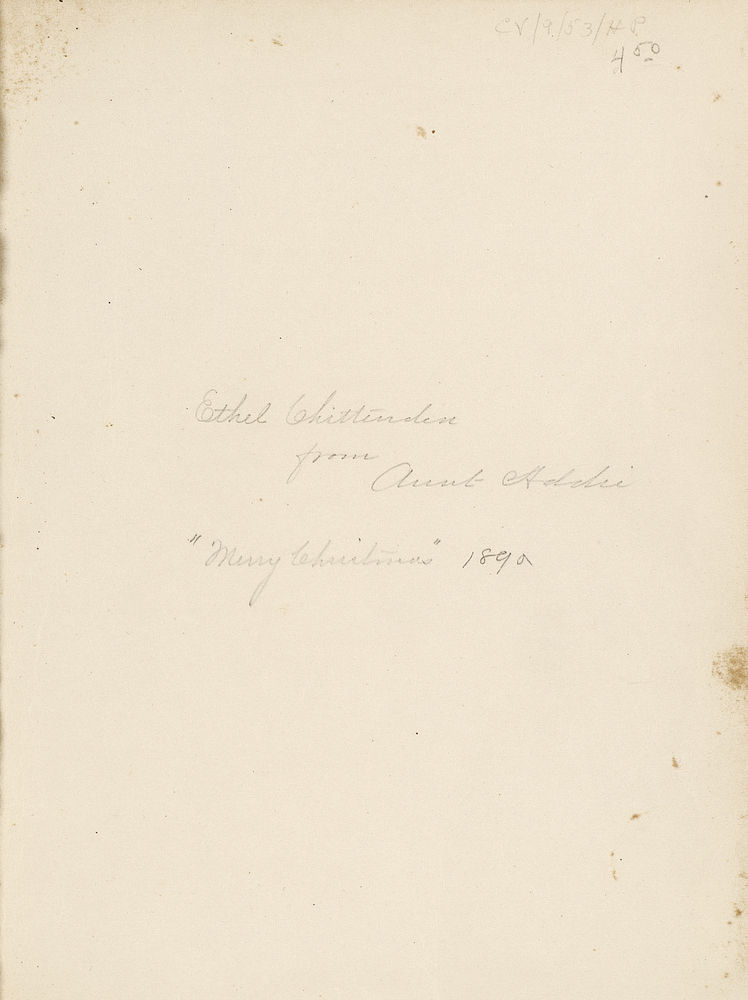 CV/9/53/HP
4 50
Ethel Chittenden
from
Aunt Addie
"Merry Christmas" 1890